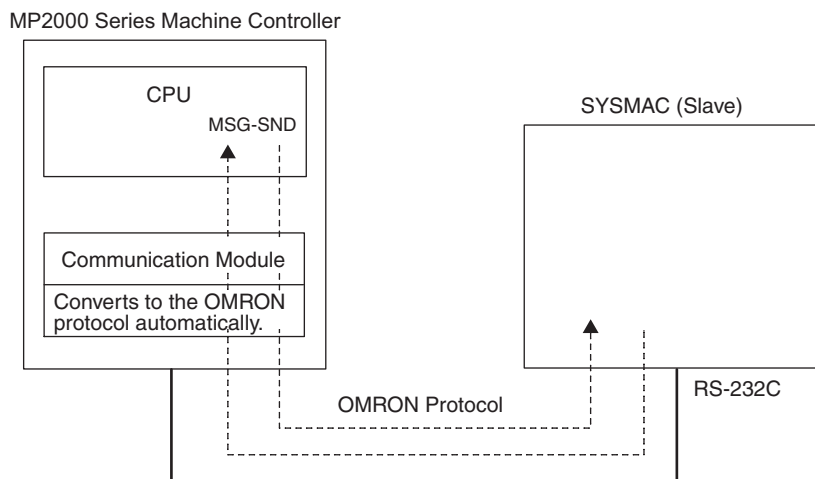 MP2000 Series Machine Controller
CPU
MSG-SND
SYSMAC (Slave)
Communication Module
Converts to the OMRON
protocol automatically.
OMRON Protocol
RS-232C